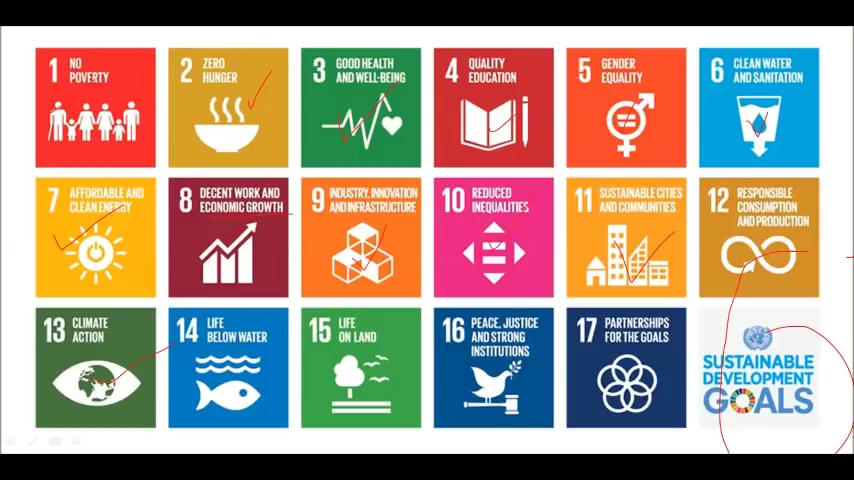 1 NO
POVERTY
2 ZERO
HUNGER
3 GOOD HEALTH
AND WELL-BEING
4 QUALITY
EDUCATION
5 GENDER
EQUALITY
6 CLEAN WATER
AND SANITATION
7 AFFORDABLE AND
CLEAN ENERGY
8 DECENT WORK AND
ECONOMIC GROWTH
9 INDUSTRY, INNOVATION
AND INFRASTRUCTURE
10 REDUCED
INEQUALITIES
11 SUSTAINABLE CITIES
AND COMMUNITIES
12 RESPONSIBLE
CONSUMPTION
AND PRODUCTION
13 CLIMATE
ACTION
14 LIFE
BELOW WATER
15 LIFE
ON LAND
16 PEACE, JUSTICE
AND STRONG
INSTITUTIONS
17 PARTNERSHIPS
FOR THE GOALS
SUSTAINABLE
DEVELOPMENT
GOALS